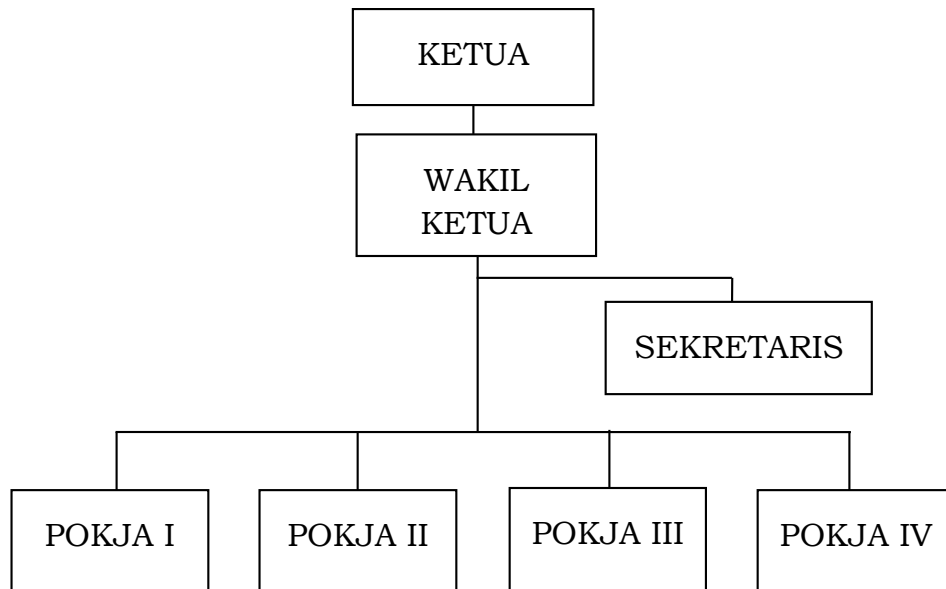 KETUA
WAKIL
KETUA
SEKRETARIS
POKJA I
POKJA II
POKJA III
POKJA IV